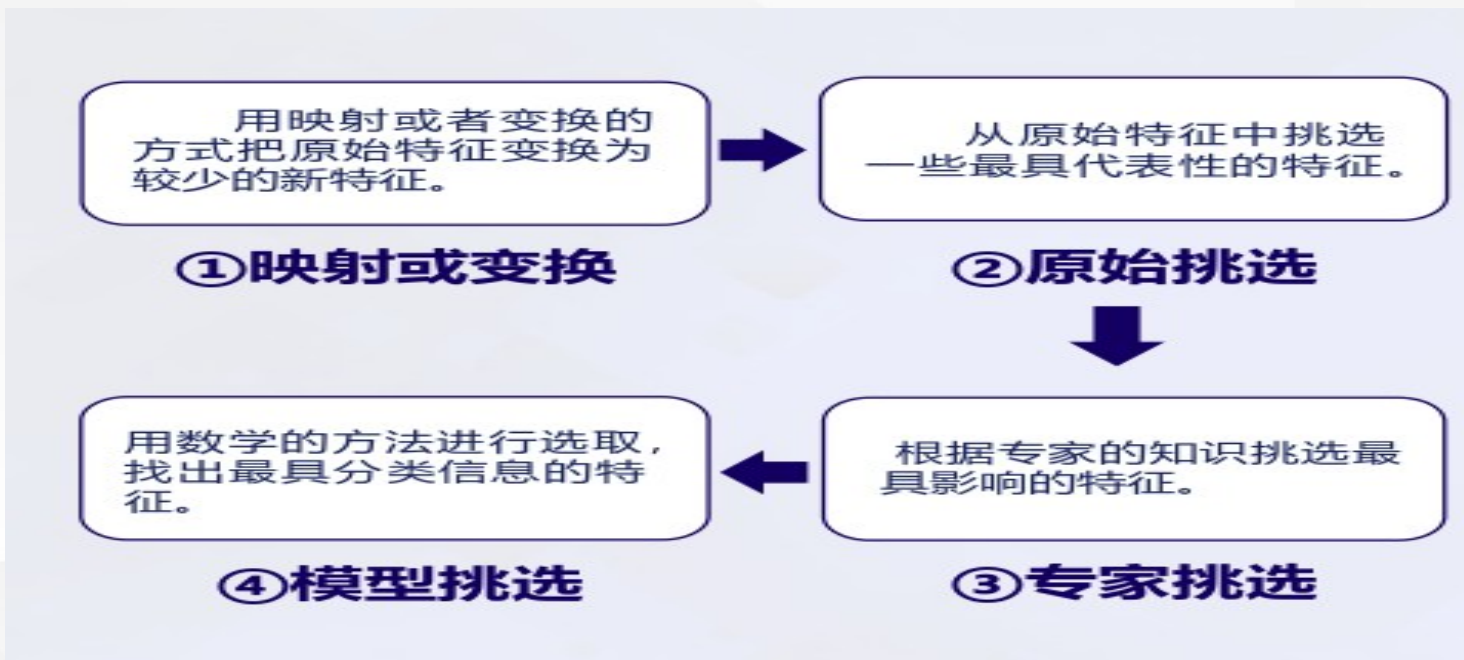 用映射或者变换的
方式把原始特征变换为
较少的新特征。
①映射或变换
从原始特征中挑选
一些最具代表性的特征。
②原始挑选
根据专家的知识挑选最
具影响的特征。
③专家挑选
用数学的方法进行选取，
找出最具分类信息的特
征。
④模型挑选